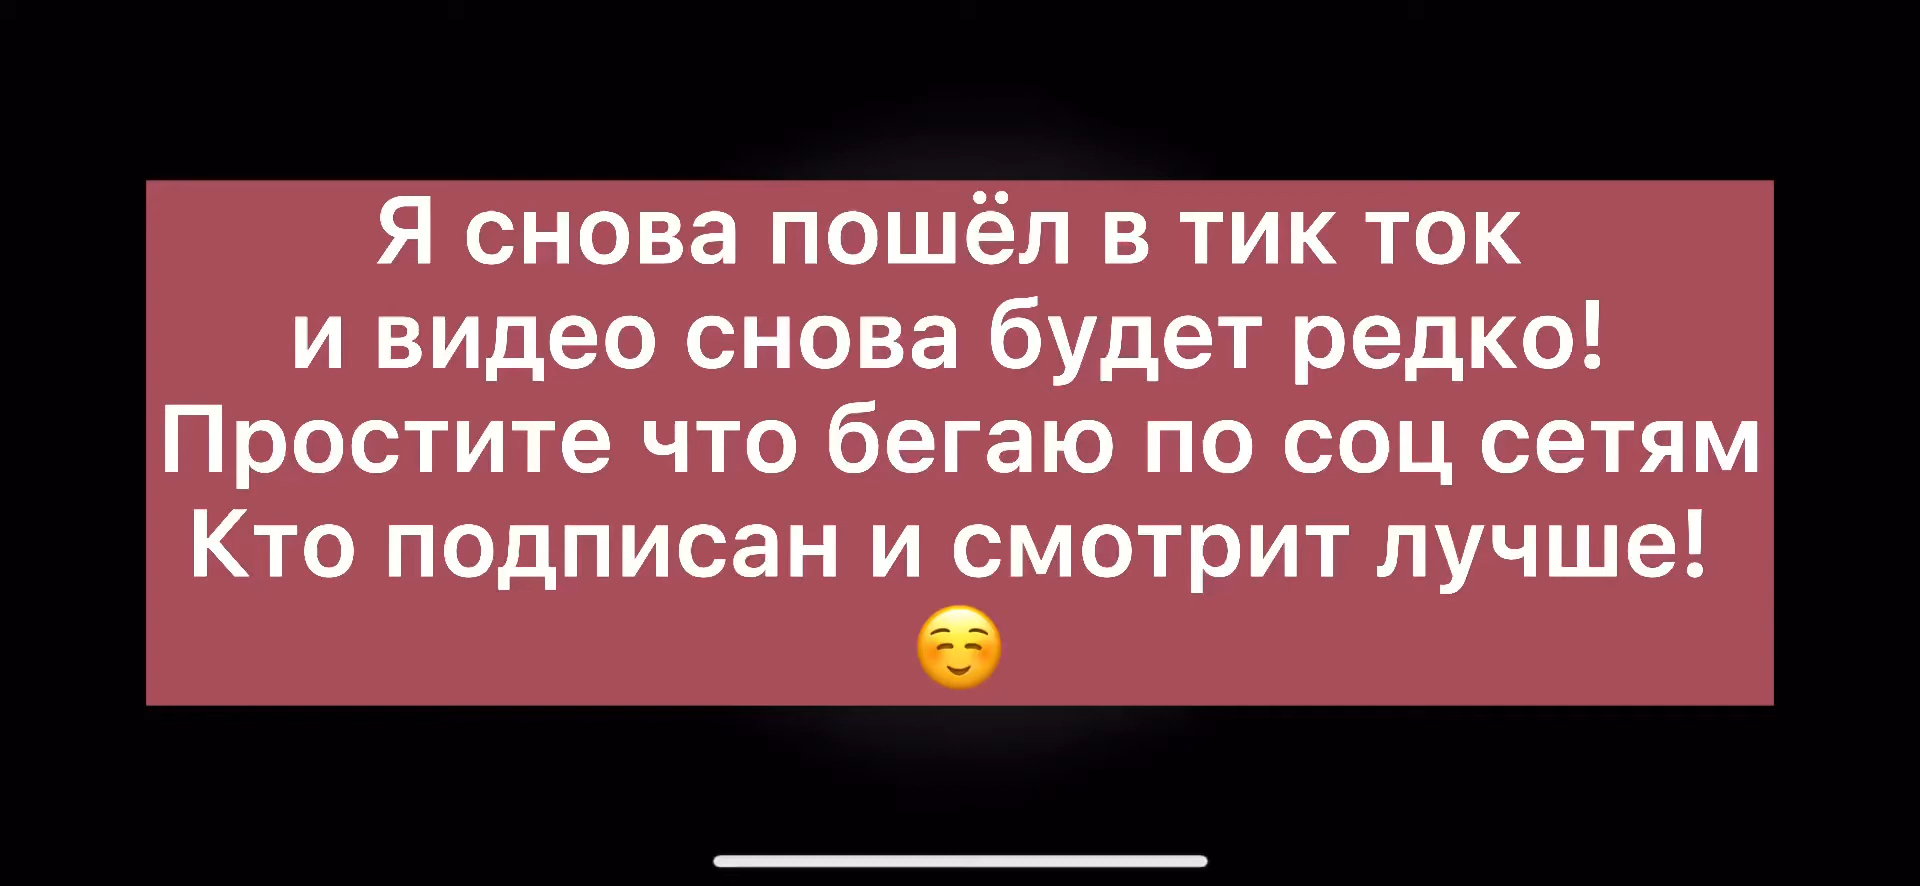 Я снова пошёл в тик ток
и видео снова будет редко!
Простите что бегаю по соц сетям
Кто подписан и смотрит лучше!
☺️